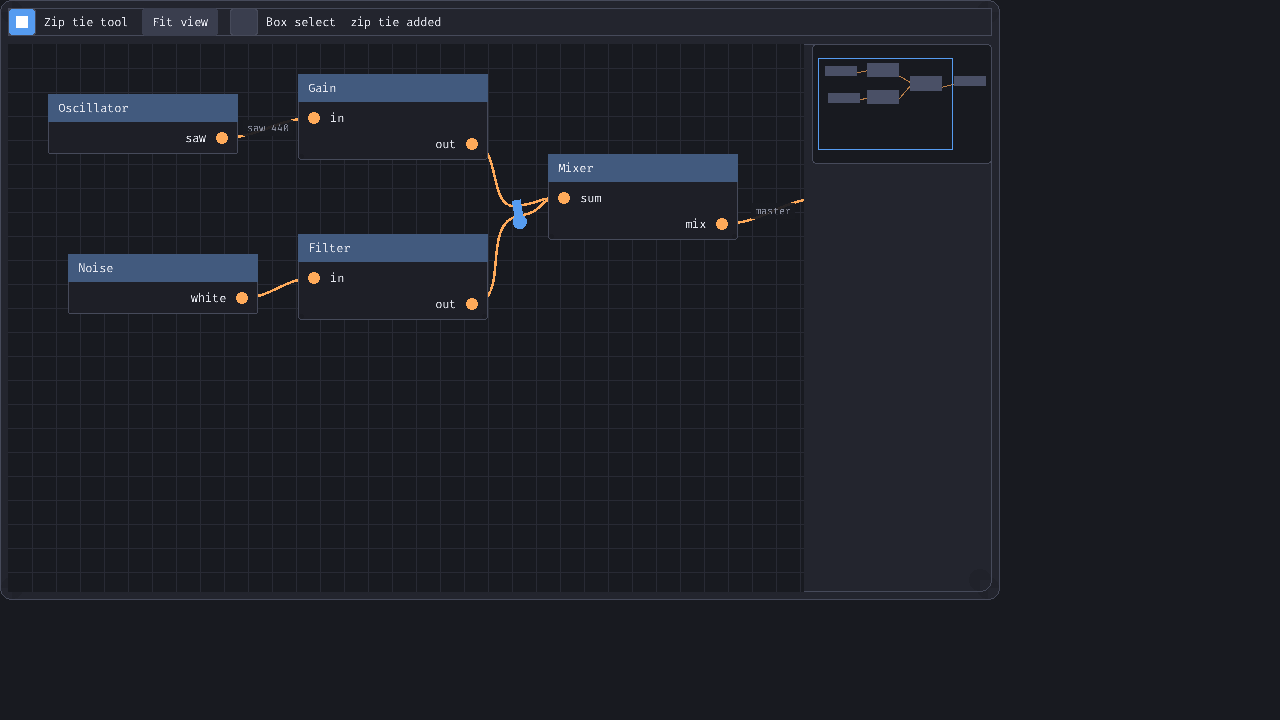 Zip tie tool
Fit view
Box select
zip tie added
Oscillator
saw
saw 440
Gain
in
out
Mixer
sum
mix
master
Noise
white
Filter
in
out